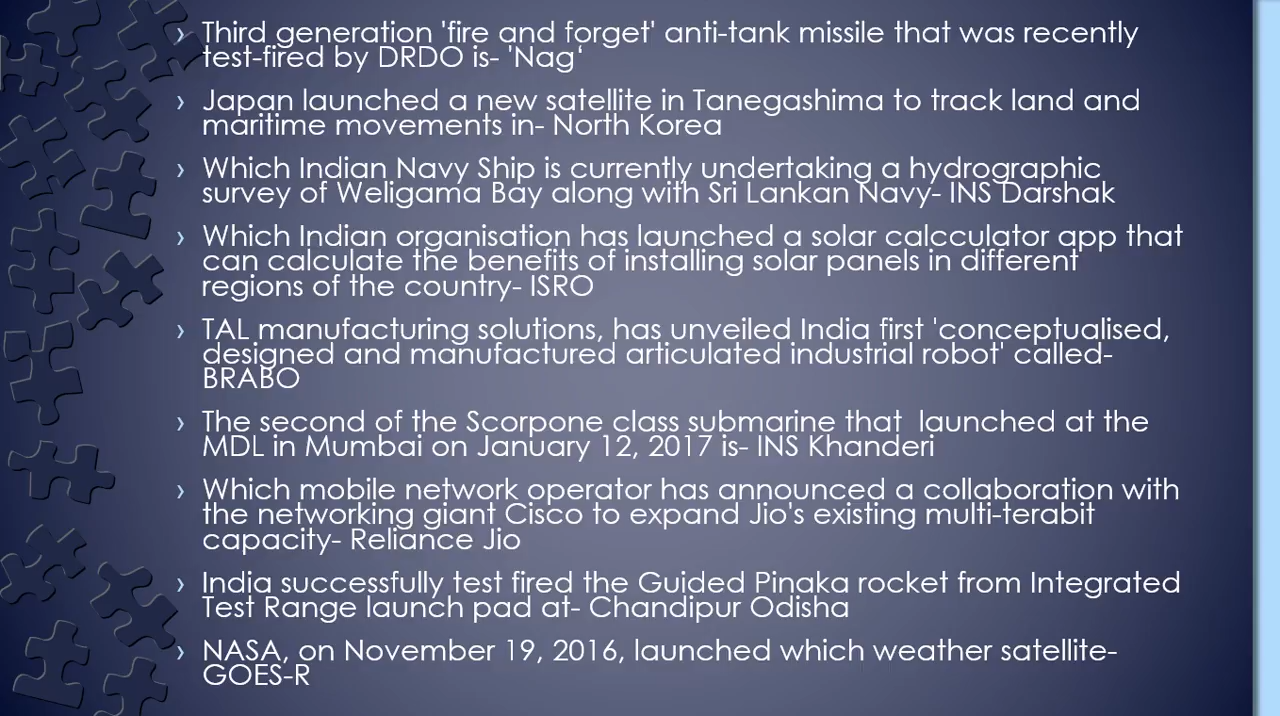 › Third generation 'fire and forget' anti-tank missile that was recently
test-fired by DRDO is- 'Nag‘
› Japan launched a new satellite in Tanegashima to track land and
maritime movements in- North Korea
› Which Indian Navy Ship is currently undertaking a hydrographic
survey of Weligama Bay along with Sri Lankan Navy- INS Darshak
› Which Indian organisation has launched a solar calcculator app that
can calculate the benefits of installing solar panels in different
regions of the country- ISRO
› TAL manufacturing solutions, has unveiled India first 'conceptualised,
designed and manufactured articulated industrial robot' called-
BRABO
› The second of the Scorpone class submarine that  launched at the
MDL in Mumbai on January 12, 2017 is- INS Khanderi
› Which mobile network operator has announced a collaboration with
the networking giant Cisco to expand Jio's existing multi-terabit
capacity- Reliance Jio
› India successfully test fired the Guided Pinaka rocket from Integrated
Test Range launch pad at- Chandipur Odisha
› NASA, on November 19, 2016, launched which weather satellite-
GOES-R